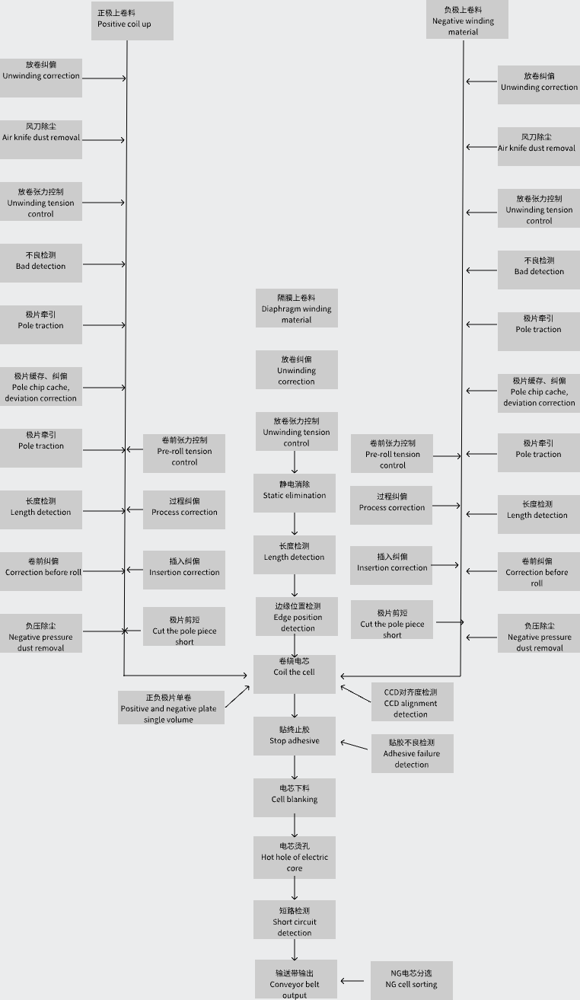 正极上卷料
Positive coil up
负极上卷料
Negative winding
material
放卷纠偏
Unwinding correction
风刀除尘
Air knife dust removal
放卷张力控制
Unwinding tension
control
不良检测
Bad detection
极片牵引
Pole traction
极片缓存、纠偏
Pole chip cache,
deviation correction
极片牵引
Pole traction
长度检测
Length detection
卷前纠偏
Correction before roll
负压除尘
Negative pressure
dust removal
卷前张力控制
Pre-roll tension
control
过程纠偏
Process correction
插入纠偏
Insertion correction
极片剪短
Cut the pole piece
short
隔膜上卷料
Diaphragm winding
material
放卷纠偏
Unwinding
correction
放卷张力控制
Unwinding tension
control
静电消除
Static elimination
长度检测
Length detection
边缘位置检测
Edge position
detection
卷前张力控制
Pre-roll tension
control
过程纠偏
Process correction
插入纠偏
Insertion correction
极片剪短
Cut the pole piece
short
放卷纠偏
Unwinding correction
风刀除尘
Air knife dust removal
放卷张力控制
Unwinding tension
control
不良检测
Bad detection
极片牵引
Pole traction
极片缓存、纠偏
Pole chip cache,
deviation correction
极片牵引
Pole traction
长度检测
Length detection
卷前纠偏
Correction before
roll
负压除尘
Negative pressure
dust removal
卷绕电芯
Coil the cell
正负极片单卷
Positive and negative plate
single volume
CCD对齐度检测
CCD alignment
detection
贴终止胶
Stop adhesive
贴胶不良检测
Adhesive failure
detection
电芯下料
Cell blanking
电芯烫孔
Hot hole of electric
core
短路检测
Short circuit
detection
输送带输出
Conveyor belt
output
NG电芯分选
NG cell sorting